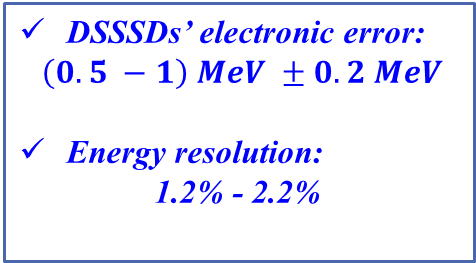 ✓ DSSSDs’ electronic error:
(0.5 − 1) MeV ± 0.2 MeV
✓ Energy resolution:
1.2% - 2.2%